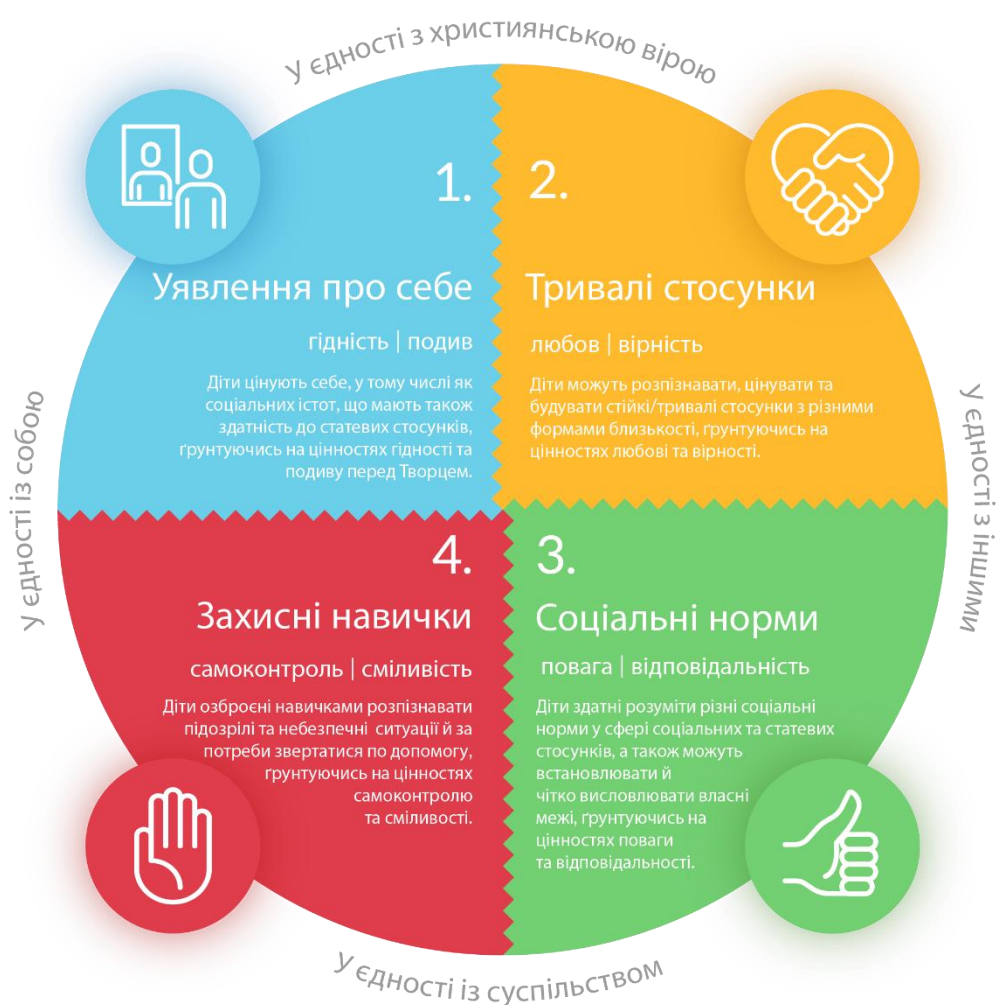 У єдності з християнською вірою
1.
Уявлення про себе
гідність | подив
Діти цінують себе, у тому числі як
соціальних істот, що мають також
здатність до статевих стосунків,
ґрунтуючись на цінностях гідності та
подиву перед Творцем.
2.
Тривалі стосунки
любов | вірність
Діти можуть розпізнавати, цінувати та
будувати стійкі/тривалі стосунки з різними
формами близькості, ґрунтуючись на
цінностях любові та вірності.
У єдності із собою
У єдності з іншими
4.
Захисні навички
самоконтроль | сміливість
Діти озброєні навичками розпізнавати
підозрілі та небезпечні ситуації й за
потреби звертатися по допомогу,
ґрунтуючись на цінностях
самоконтролю
та сміливості.
3.
Соціальні норми
повага | відповідальність
Діти здатні розуміти різні соціальні
норми у сфері соціальних та статевих
стосунків, а також можуть
встановлювати й
чітко висловлювати власні
межі, ґрунтуючись на
цінностях поваги
та відповідальності.
У єдності із суспільством